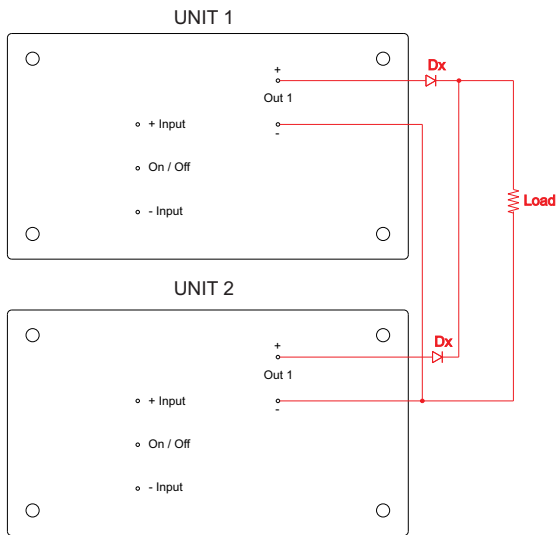 UNIT 1
+
Dx
Out 1
+ Input
-
On / Off
Load
- Input
UNIT 2
+
Dx
Out 1
+ Input
-
On / Off
- Input